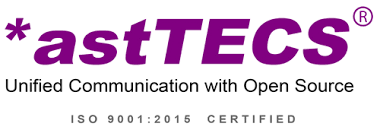 *astTECS®
Unified Communication with Open Source
ISO 9001:2015 CERTIFIED